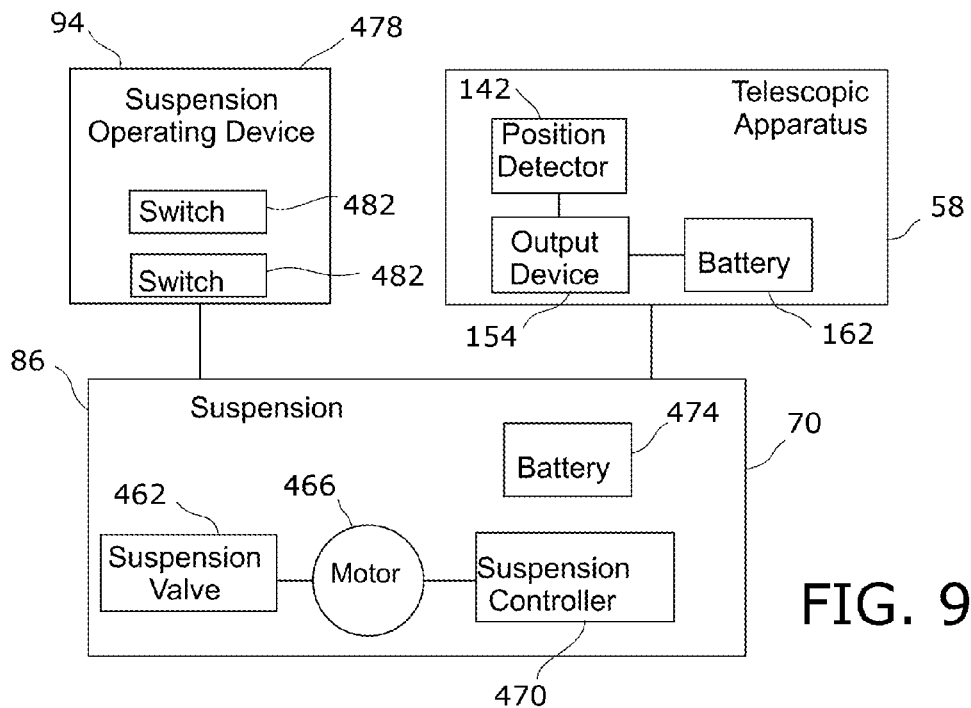 94
478
Suspension
Operating Device
Switch
482
Switch
482
142
Telescopic
Apparatus
Position
Detector
58
Output
Device
Battery
154
162
86
Suspension
70
474
Battery
462
466
Suspension
Valve
Motor
Suspension
Controller
470
FIG. 9